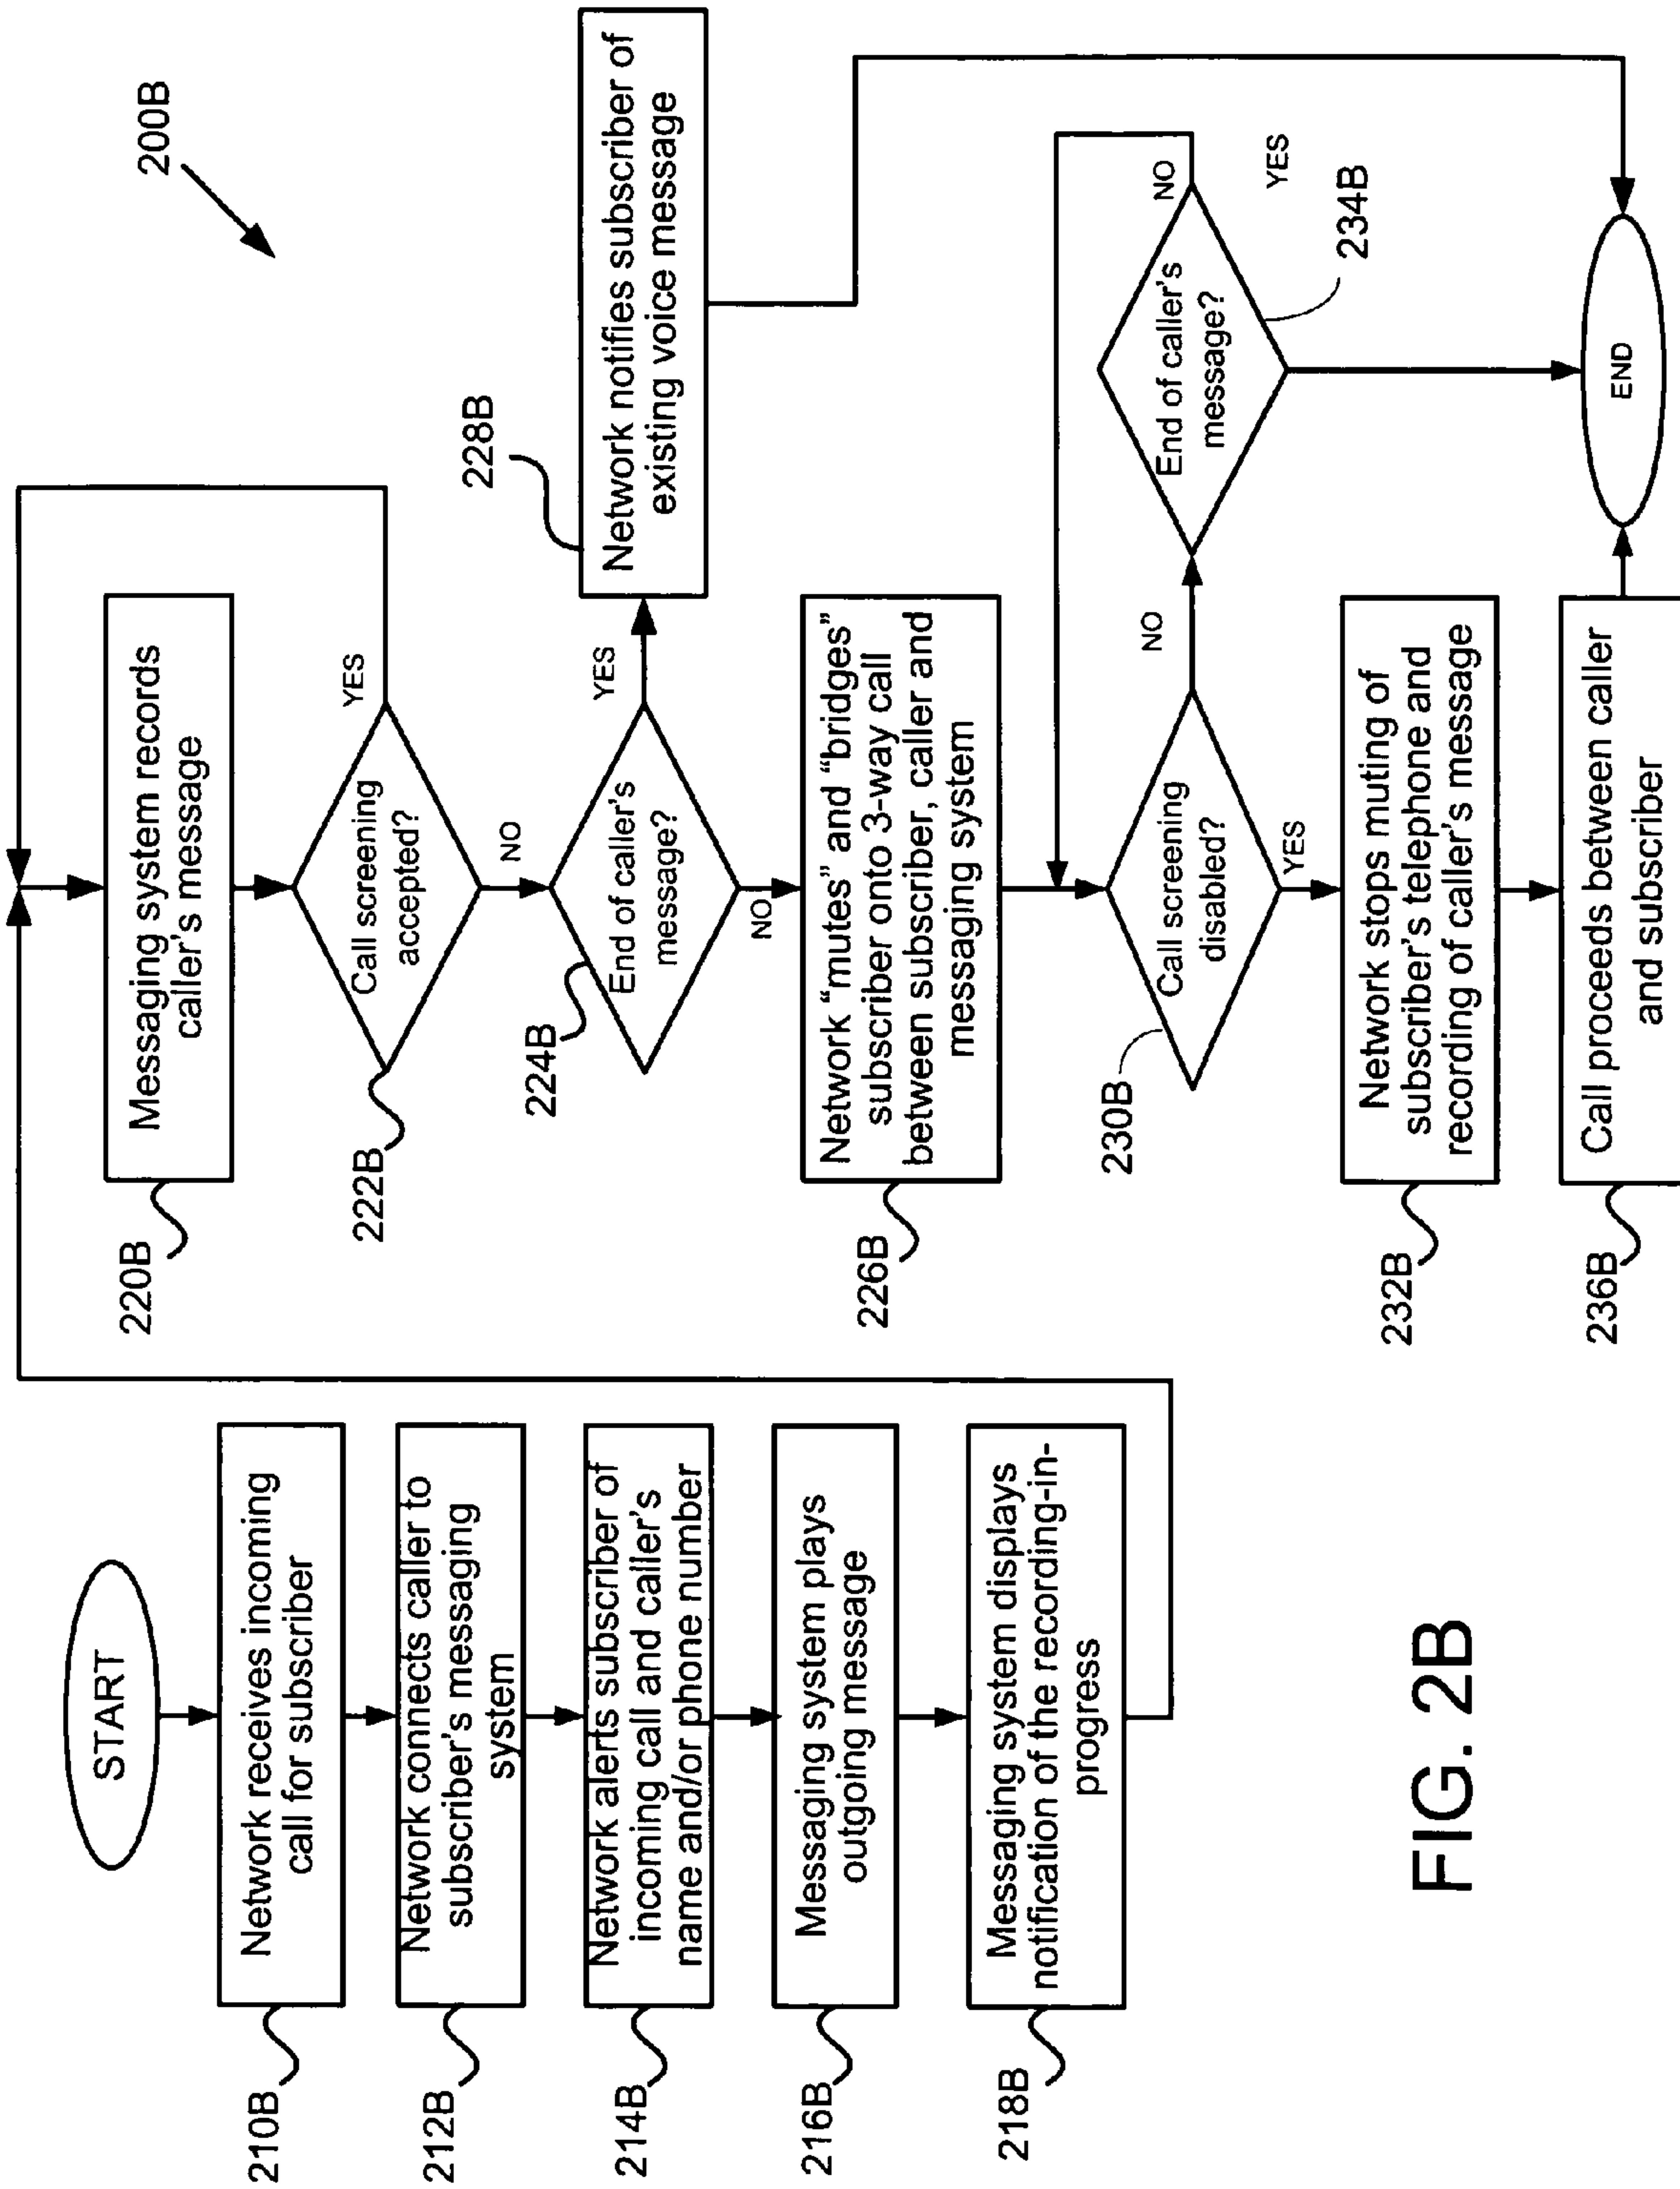 200B
START
Network receives incoming
call for subscriber
210B
Network connects caller to
subscriber's messaging
system
212B
Network alerts subscriber of
incoming call and caller's
name and/or phone number
214B
Messaging system plays
outgoing message
216B
Messaging system displays
notification of the recording-in-
progress
218B
Messaging system records
caller's message
220B
Call screening
accepted?
YES
NO
222B
End of caller's
message?
YES
NO
224B
Network notifies subscriber of
existing voice message
228B
Network “mutes” and “bridges”
subscriber onto 3-way call
between subscriber, caller and
messaging system
226B
Call screening
disabled?
NO
YES
230B
End of caller's
message?
NO
YES
234B
Network stops muting of
subscriber's telephone and
recording of caller's message
232B
Call proceeds between caller
and subscriber
236B
END
FIG. 2B